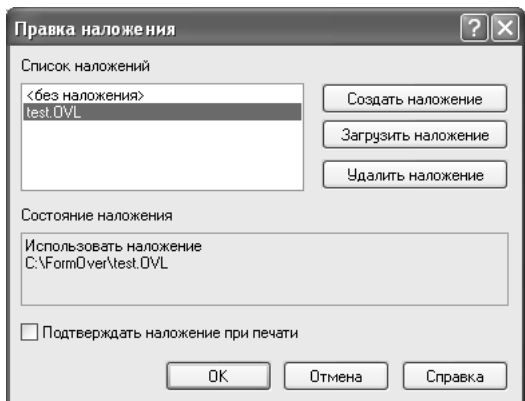 Правка наложения
Список наложений
<без наложения>
test.OVL
Создать наложение
Загрузить наложение
Удалить наложение
Состояние наложения
Использовать наложение
C:\FormOver\test.OVL
Подтверждать наложение при печати
OK
Отмена
Справка